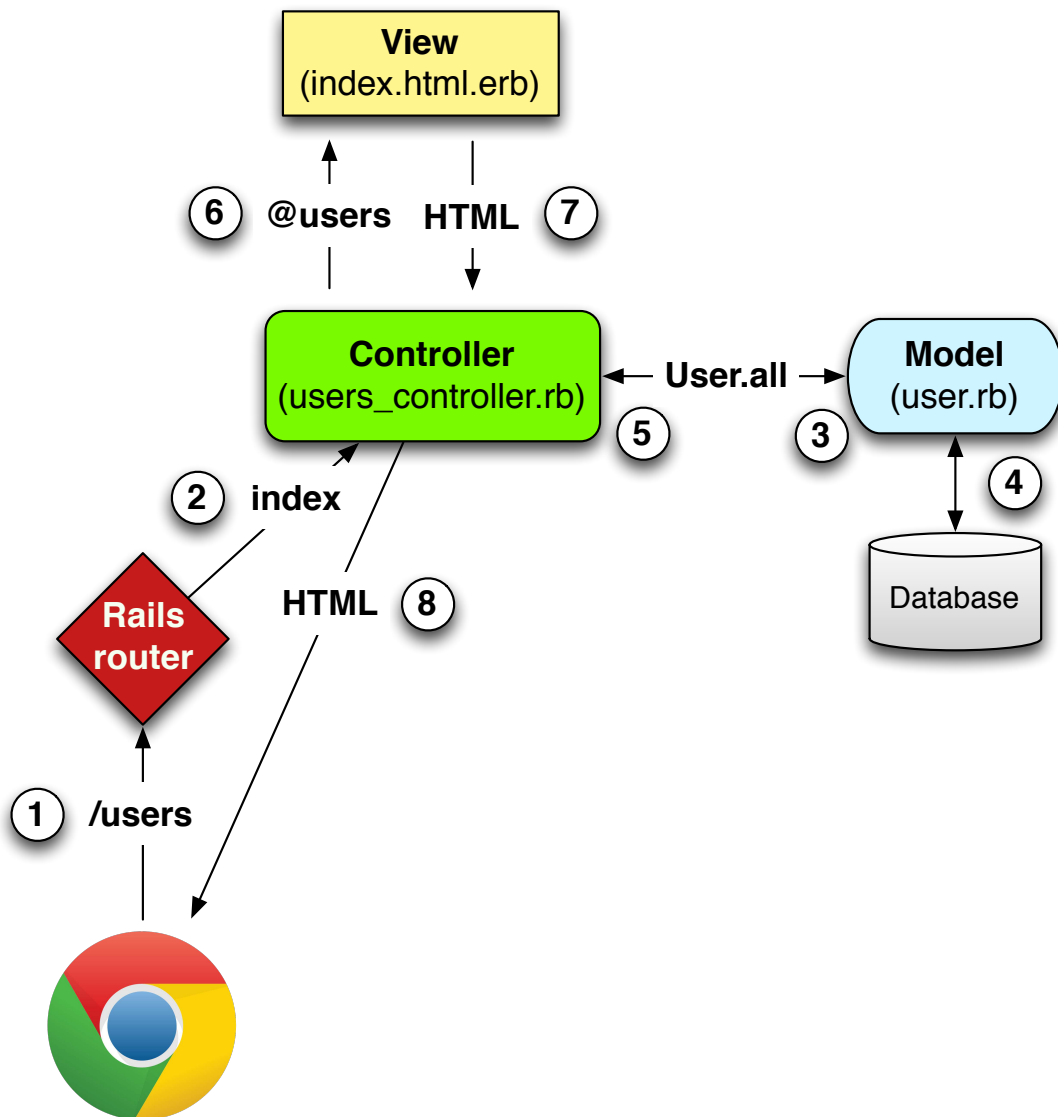 View
(index.html.erb)
6 @users HTML 7
Controller
(users_controller.rb)
User.all
Model
(user.rb)
5
3
2 index
4
Database
HTML 8
Rails
router
1 /users